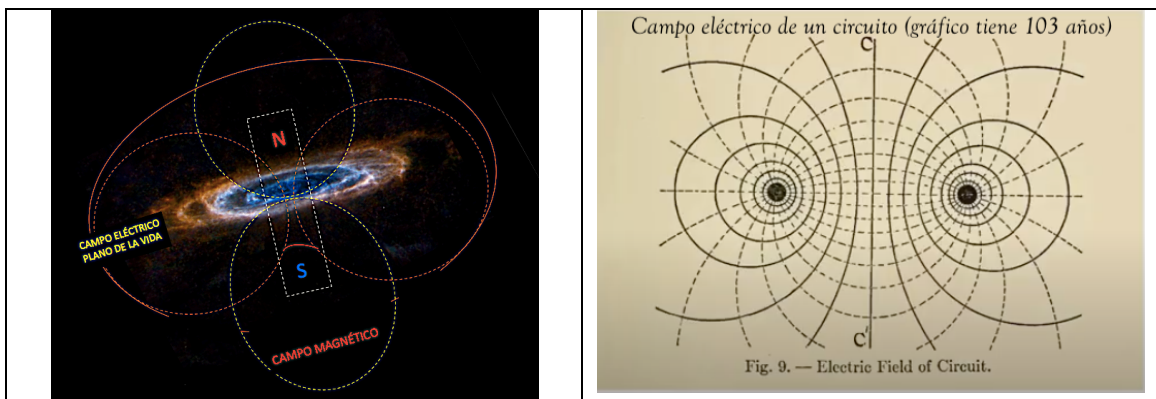 N
CAMPO ELÉCTRICO
PLANO DE LA VIDA
S
CAMPO MAGNÉTICO
Campo eléctrico de un circuito (gráfico tiene 103 años)
C
C'
Fig. 9. — Electric Field of Circuit.